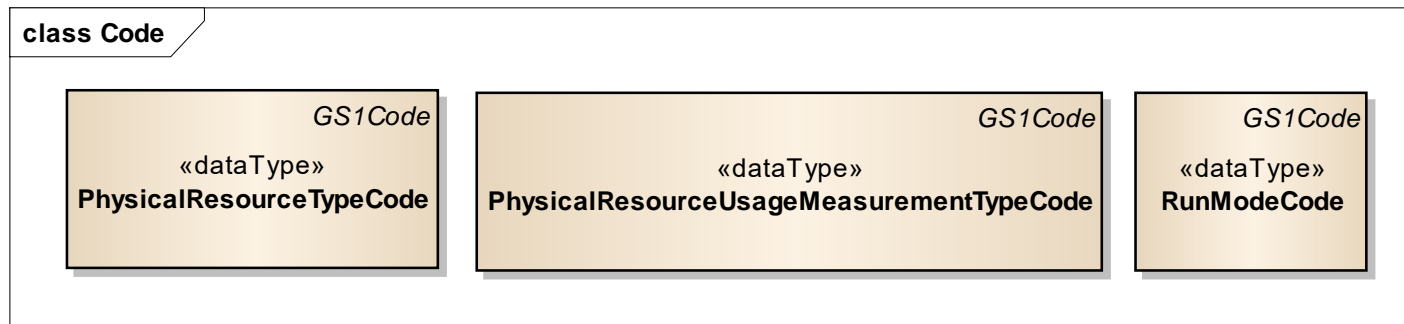 class Code
GS1Code
«dataType»
PhysicalResourceTypeCode
GS1Code
«dataType»
PhysicalResourceUsageMeasurementTypeCode
GS1Code
«dataType»
RunModeCode